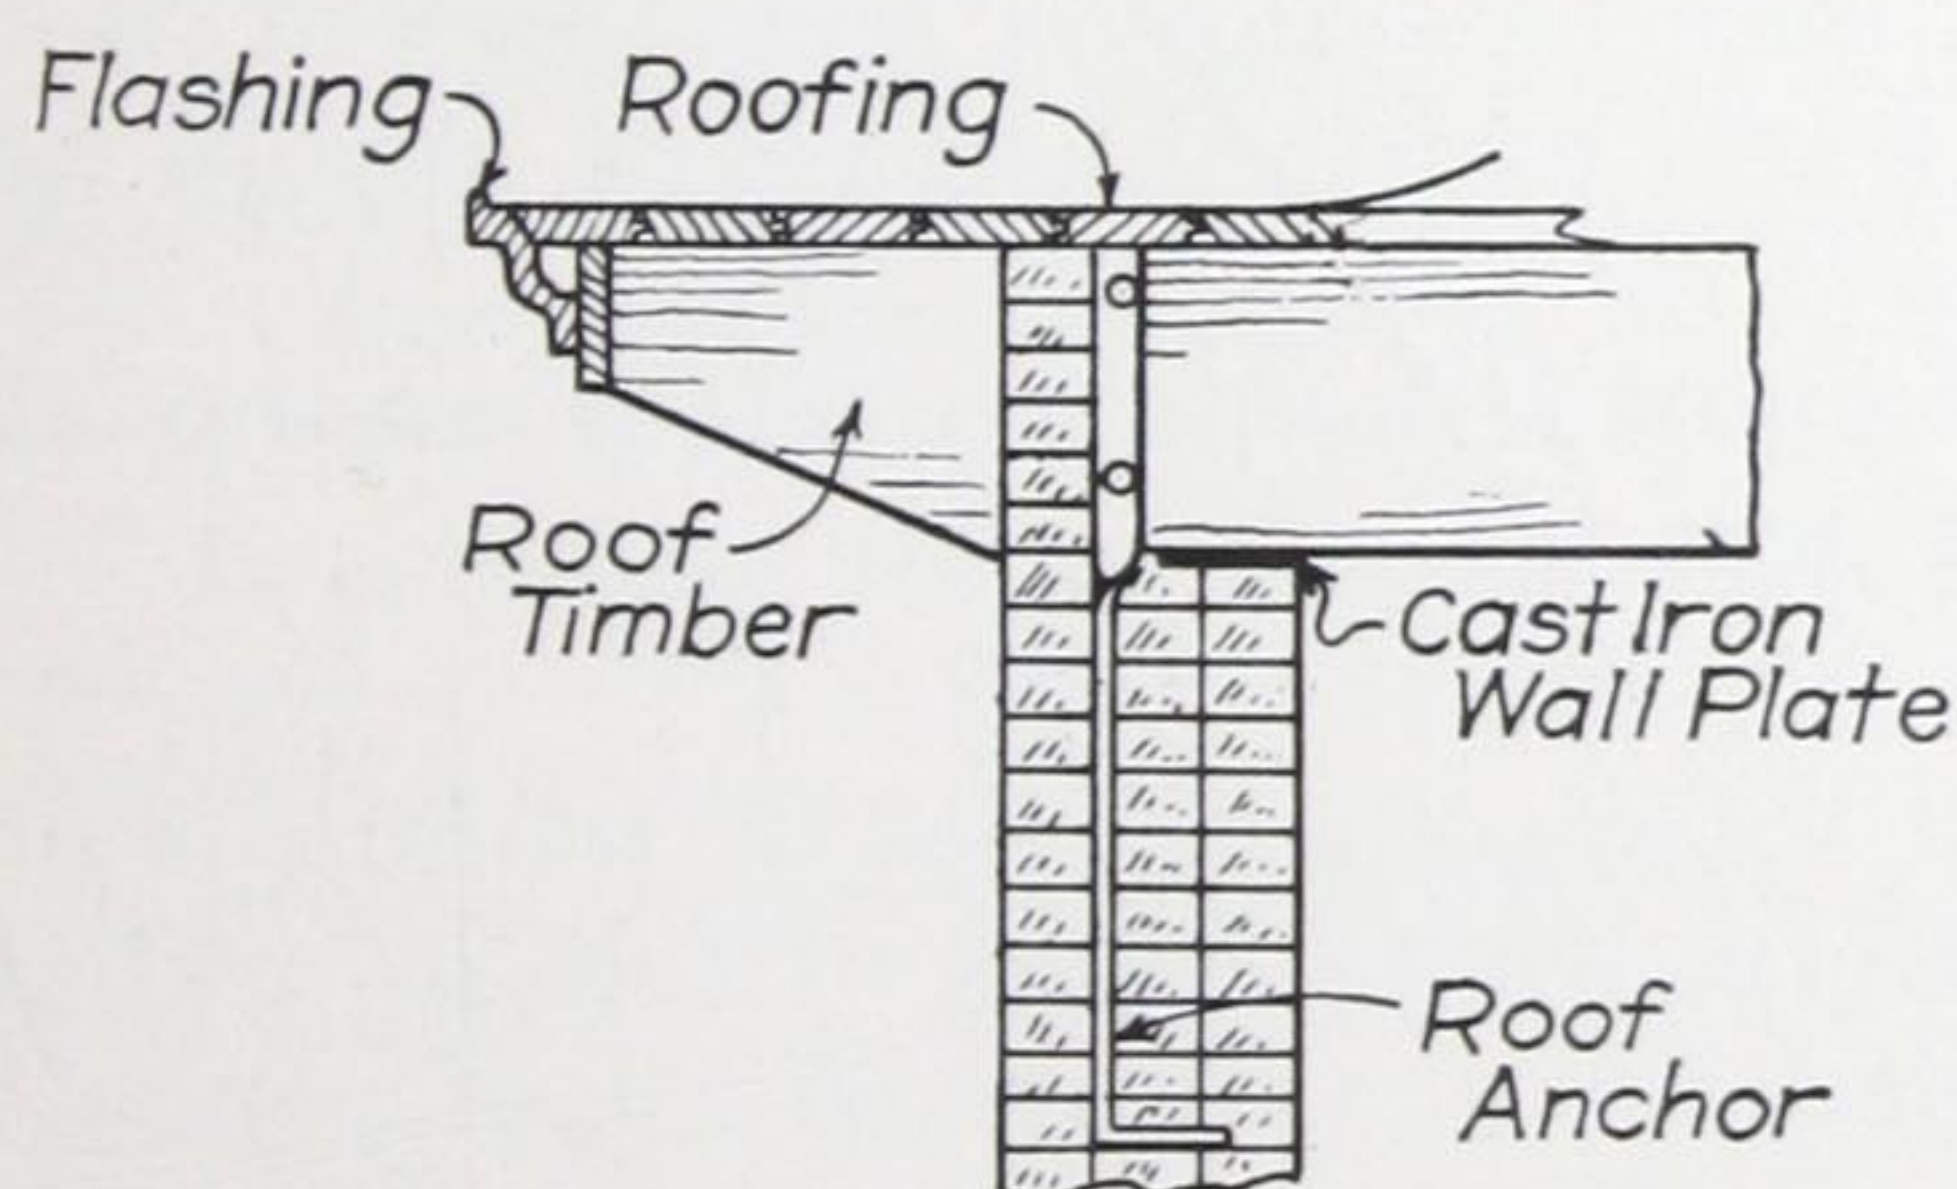 Flashing
Roofing
Roof
Timber
Cast Iron
Wall Plate
Roof
Anchor